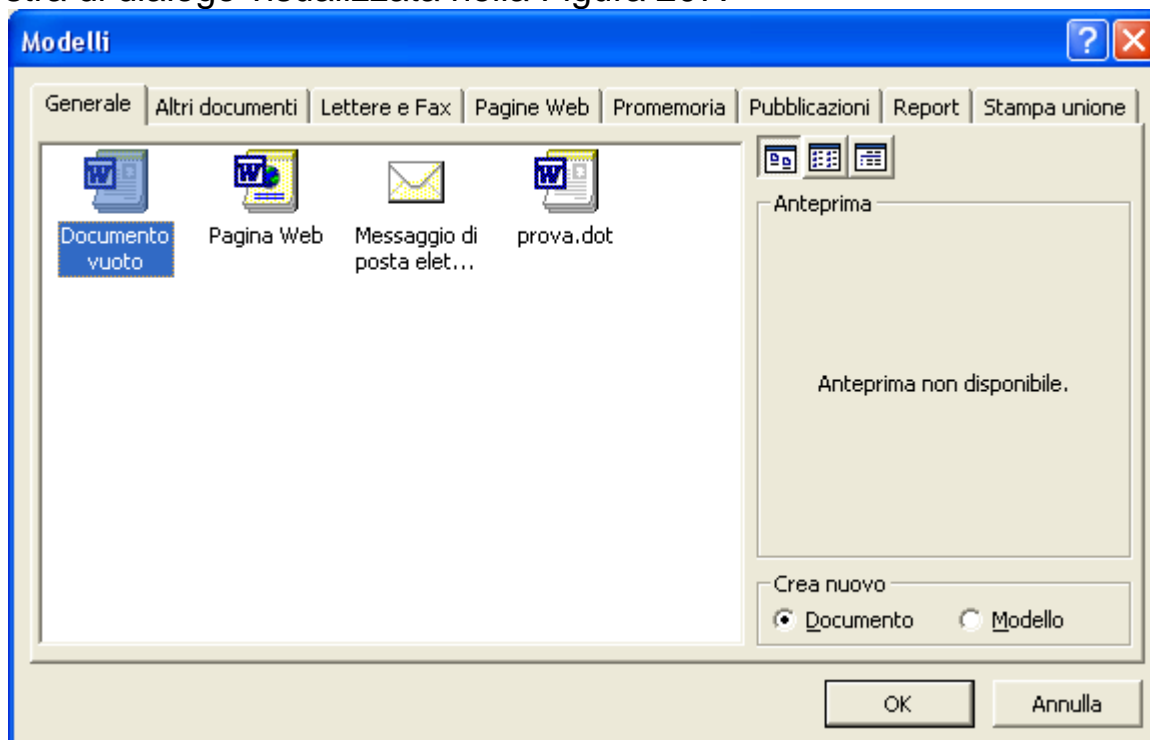 Modelli
Generale Altri documenti Lettere e Fax Pagine Web Promemoria Pubblicazioni Report Stampa unione
Documento
vuoto
Pagina Web
Messaggio di
posta elet...
prova.dot
Anteprima
Anteprima non disponibile.
Crea nuovo
Documento Modello
OK Annulla